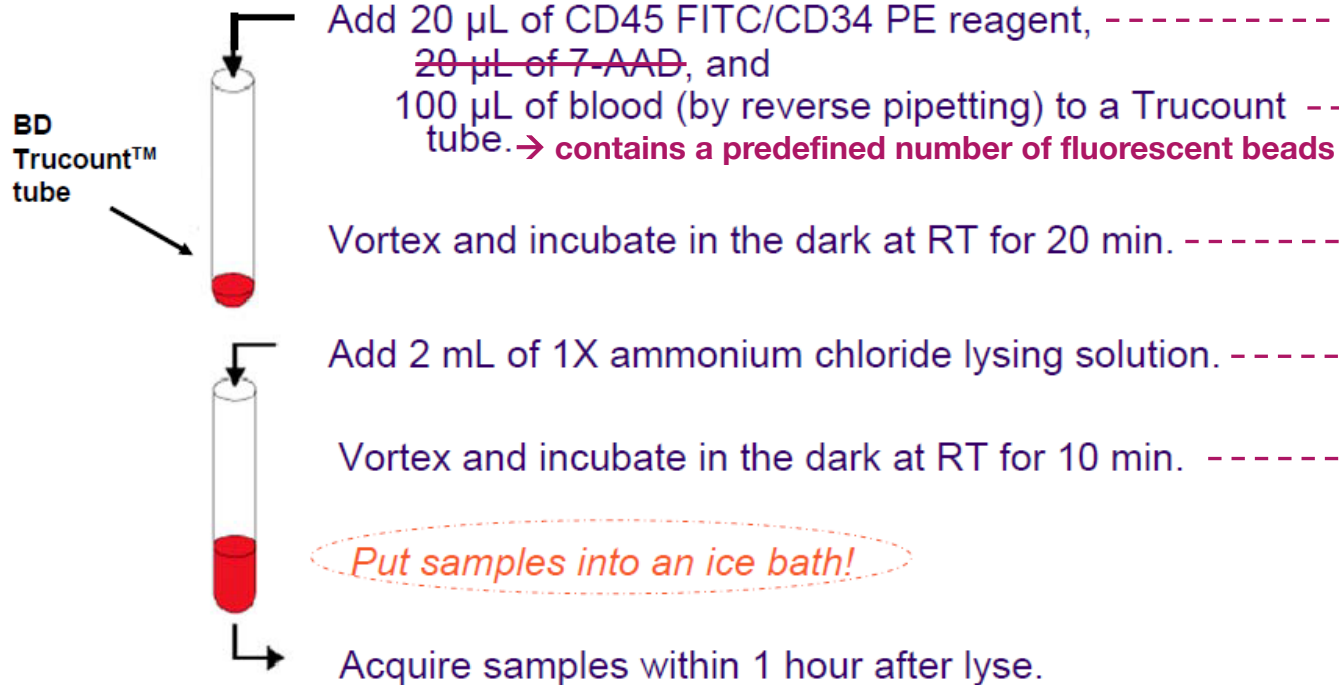 Add 20 µL of CD45 FITC/CD34 PE reagent,
20 µL of 7-AAD, and
100 µL of blood (by reverse pipetting) to a Trucount
tube.→ contains a predefined number of fluorescent beads
BD
Trucount™
tube
Vortex and incubate in the dark at RT for 20 min.
Add 2 mL of 1X ammonium chloride lysing solution.
Vortex and incubate in the dark at RT for 10 min.
Put samples into an ice bath!
Acquire samples within 1 hour after lyse.